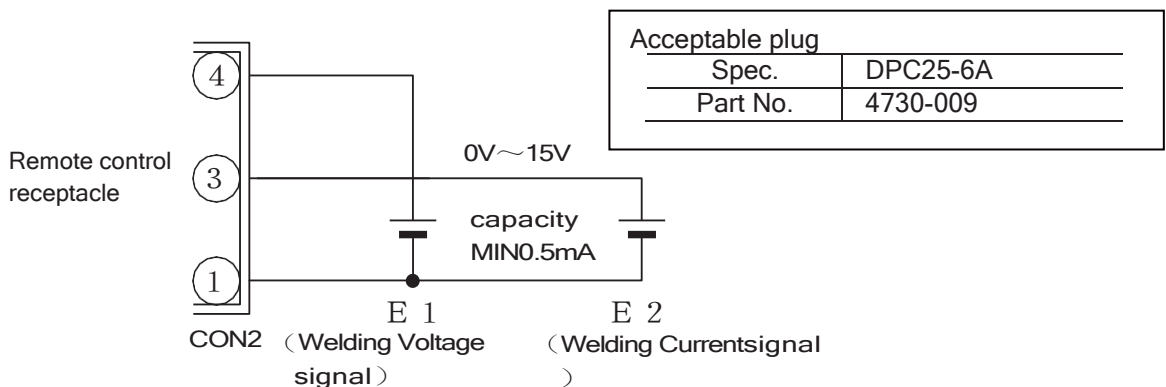 Acceptable plug
Spec. DPC25-6A
Part No. 4730-009
4
Remote control
receptacle
3
0V～15V
capacity
MIN0.5mA
1
CON2
E 1
（Welding Voltage
signal）
E 2
（Welding Currentsignal
）